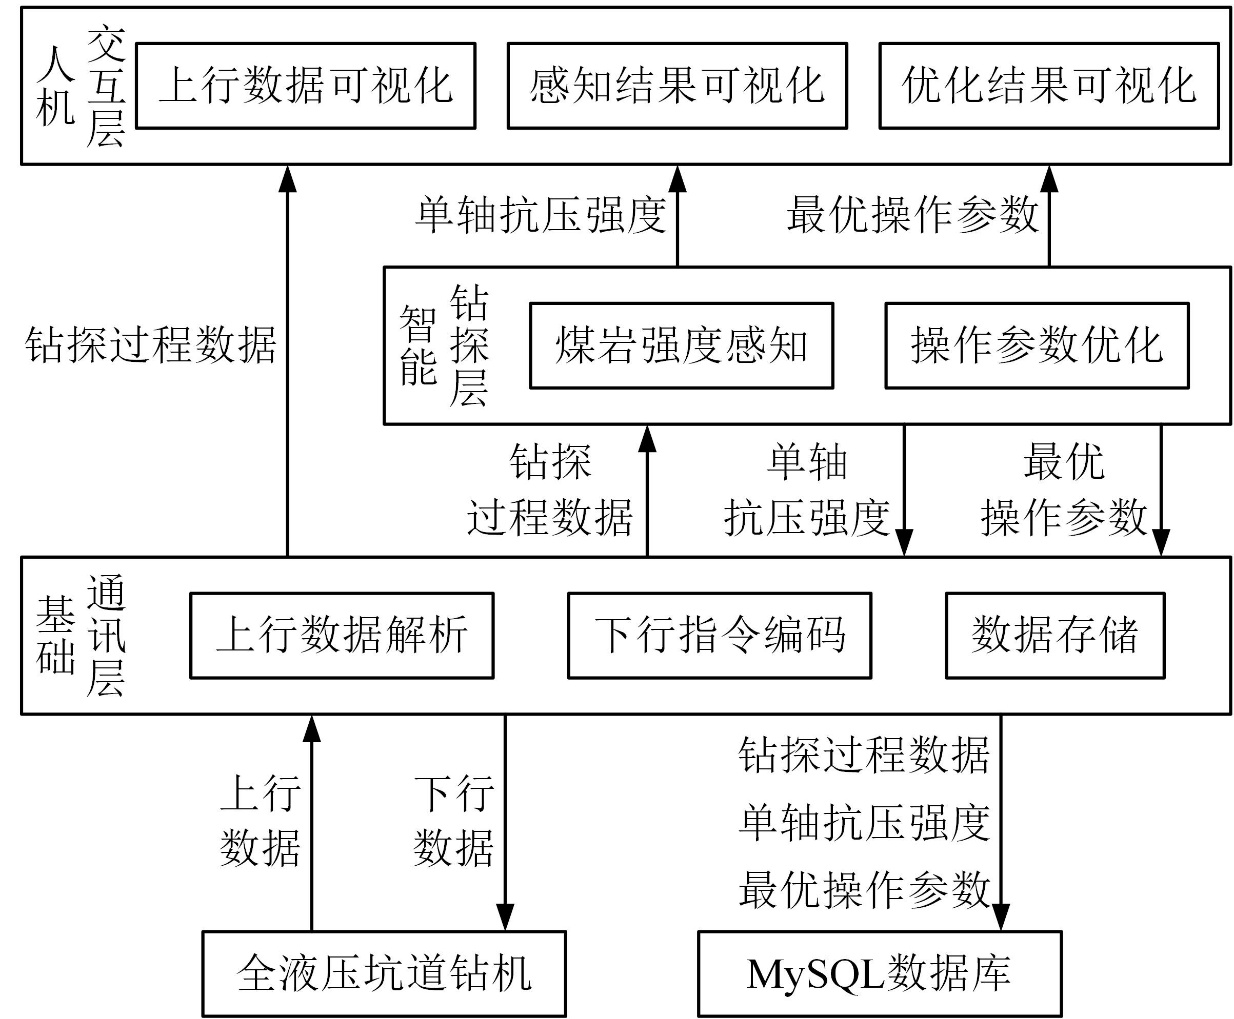 人机
交互层
上行数据可视化
感知结果可视化
优化结果可视化
单轴抗压强度
最优操作参数
钻探过程数据
智能
钻探层
煤岩强度感知
操作参数优化
钻探
过程数据
单轴
抗压强度
最优
操作参数
基础
通讯层
上行数据解析
下行指令编码
数据存储
上行
数据
下行
数据
钻探过程数据
单轴抗压强度
最优操作参数
全液压坑道钻机
MySQL数据库